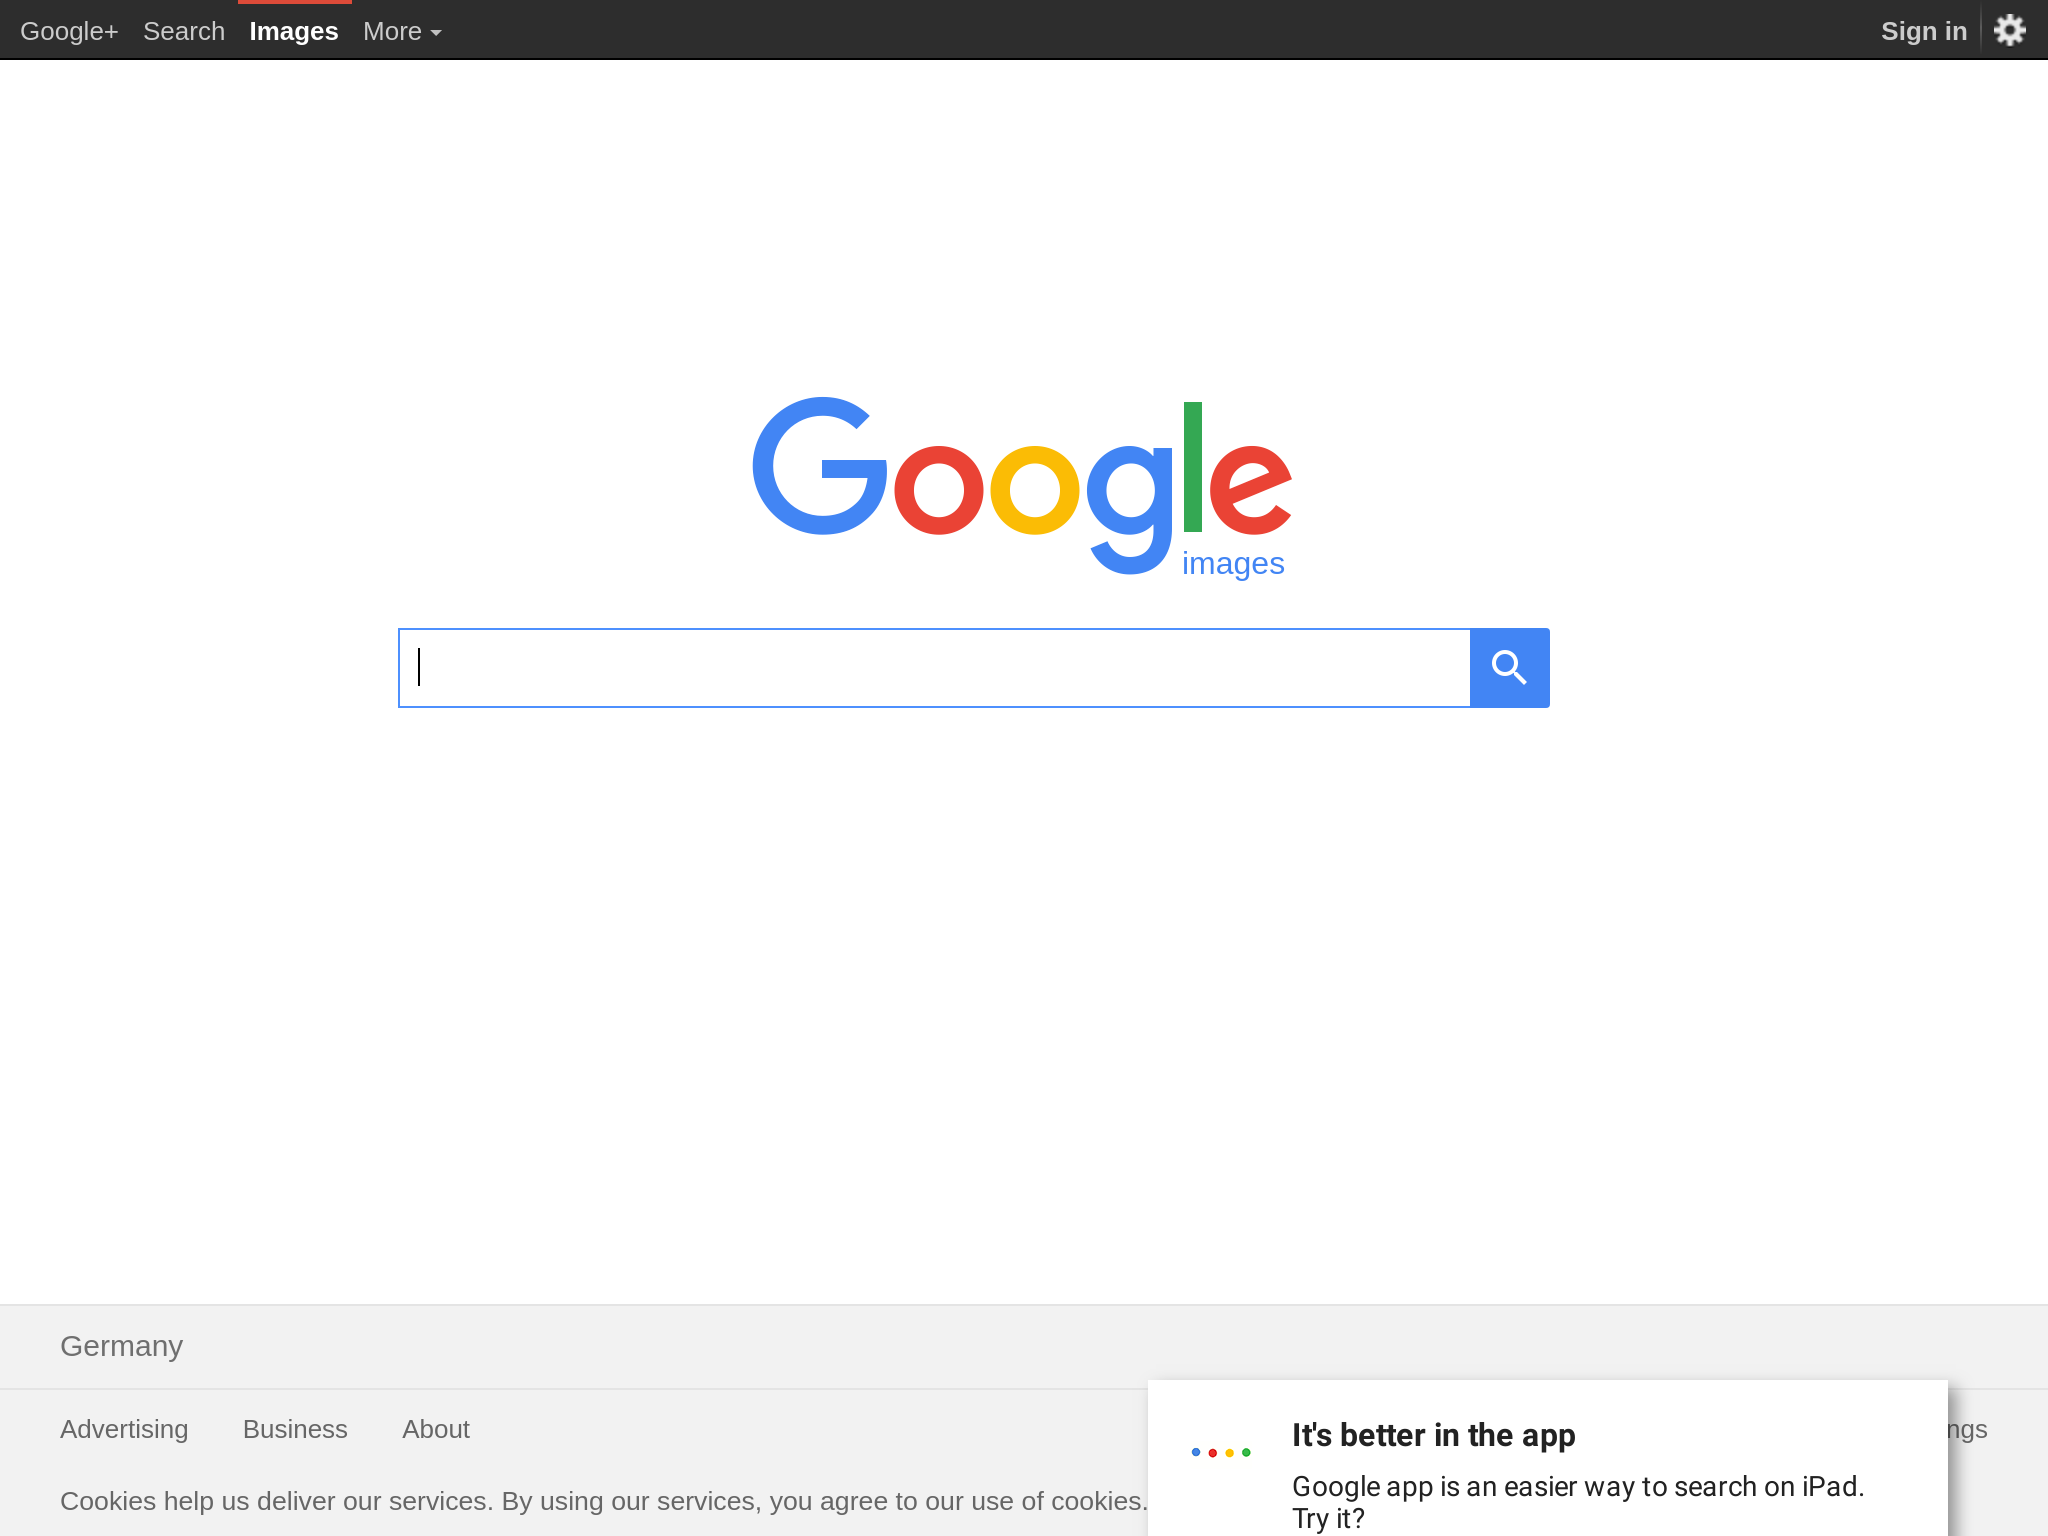 Google+ Search Images More Sign in
Google
images
Germany
Advertising Business About ngs
Cookies help us deliver our services. By using our services, you agree to our use of cookies.
It's better in the app
Google app is an easier way to search on iPad.
Try it?